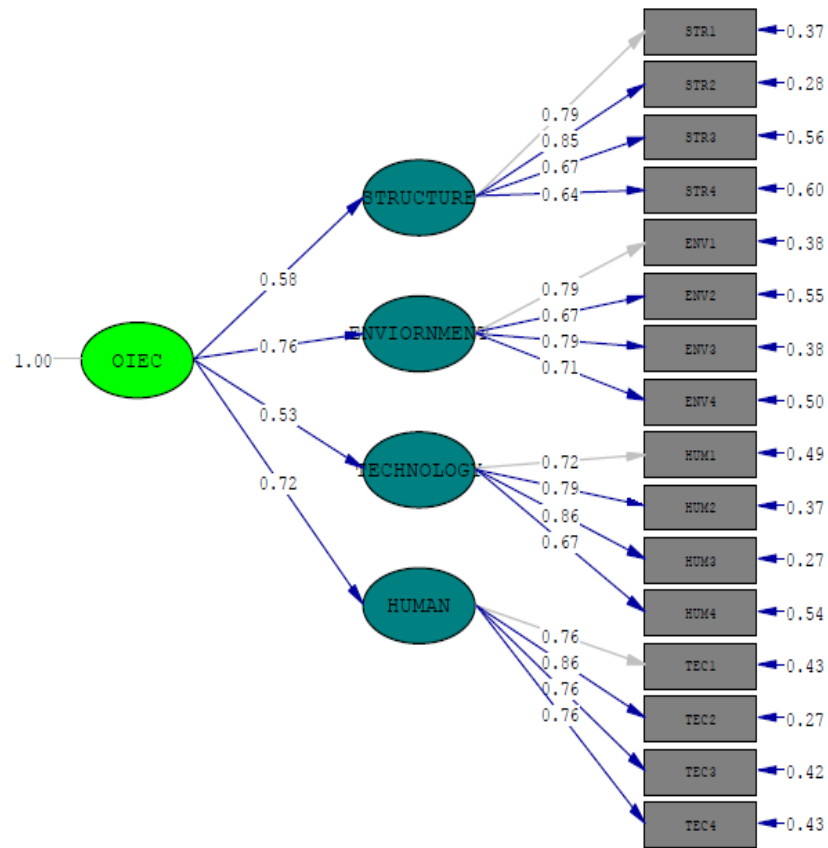 STR1
0.37
STR2
0.28
0.79
STR3
0.56
0.85
0.67
STR4
0.60
STRUCTURE
0.64
ENV1
0.38
0.58
0.79
ENV2
0.55
0.67
ENVIORNMENT
0.76
0.79
ENV3
0.38
1.00
OIEC
0.71
ENV4
0.50
0.53
HUM1
0.49
0.72
TECHNOLOGY
0.72
0.79
HUM2
0.37
0.86
0.67
HUM3
0.27
HUMAN
HUM4
0.54
0.76
TEC1
0.43
0.86
0.76
0.76
TEC2
0.27
TEC3
0.42
TEC4
0.43